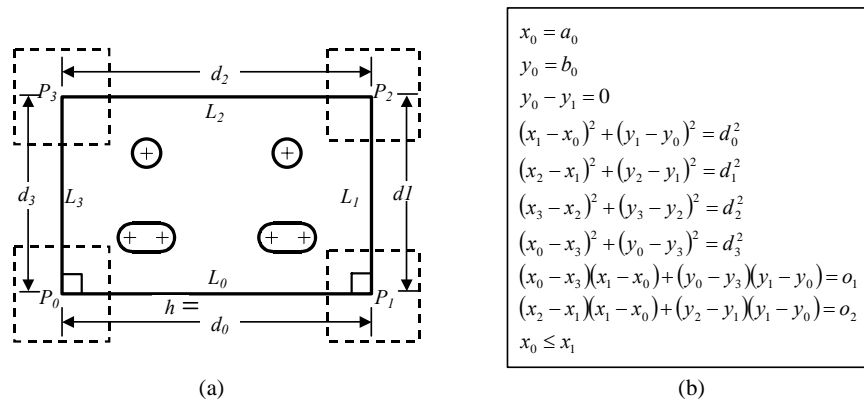 d₂
P₃
P₂
L₂
d₃
L₃
L₁
d1
L₀
P₀
h =
P₁
d₀
(a)
x₀ = a₀
y₀ = b₀
y₀ − y₁ = 0
(x₁ − x₀)² + (y₁ − y₀)² = d₀²
(x₂ − x₁)² + (y₂ − y₁)² = d₁²
(x₃ − x₂)² + (y₃ − y₂)² = d₂²
(x₀ − x₃)² + (y₀ − y₃)² = d₃²
(x₀ − x₃)(x₁ − x₀) + (y₀ − y₃)(y₁ − y₀) = o₁
(x₂ − x₁)(x₁ − x₀) + (y₂ − y₁)(y₁ − y₀) = o₂
x₀ ≤ x₁
(b)